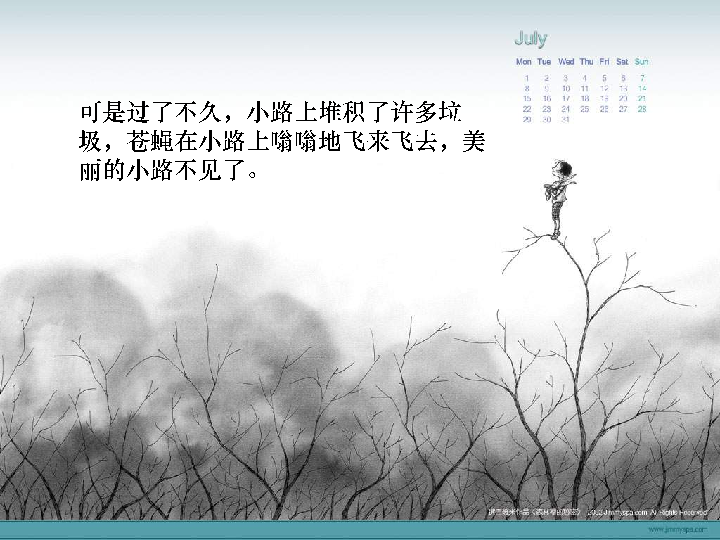 July
Mon Tue Wed Thu Fri Sat Sun
1 2 3 4 5 6 7
8 9 10 11 12 13 14
15 16 17 18 19 20 21
22 23 24 25 26 27 28
29 30 31
可是过了不久，小路上堆积了许多垃
圾，苍蝇在小路上嗡嗡地飞来飞去，美
丽的小路不见了。
2002 Jimmyspa.com All Rights Reserved
www.jimmyspa.com